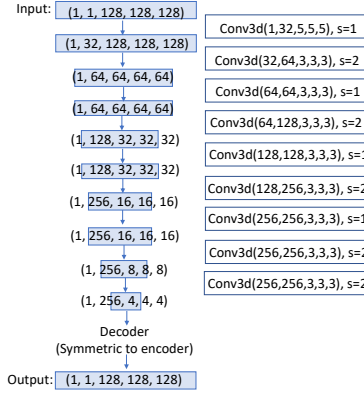 Input: (1, 1, 128, 128, 128)
Conv3d(1,32,5,5,5), s=1
(1, 32, 128, 128, 128)
Conv3d(32,64,3,3,3), s=2
(1, 64, 64, 64, 64)
Conv3d(64,64,3,3,3), s=1
(1, 64, 64, 64, 64)
Conv3d(64,128,3,3,3), s=2
(1, 128, 32, 32, 32)
Conv3d(128,128,3,3,3), s=1
(1, 128, 32, 32, 32)
Conv3d(128,256,3,3,3), s=2
(1, 256, 16, 16, 16)
Conv3d(256,256,3,3,3), s=1
(1, 256, 16, 16, 16)
Conv3d(256,256,3,3,3), s=2
(1, 256, 8, 8, 8)
Conv3d(256,256,3,3,3), s=2
(1, 256, 4, 4, 4)
Decoder
(Symmetric to encoder)
Output: (1, 1, 128, 128, 128)